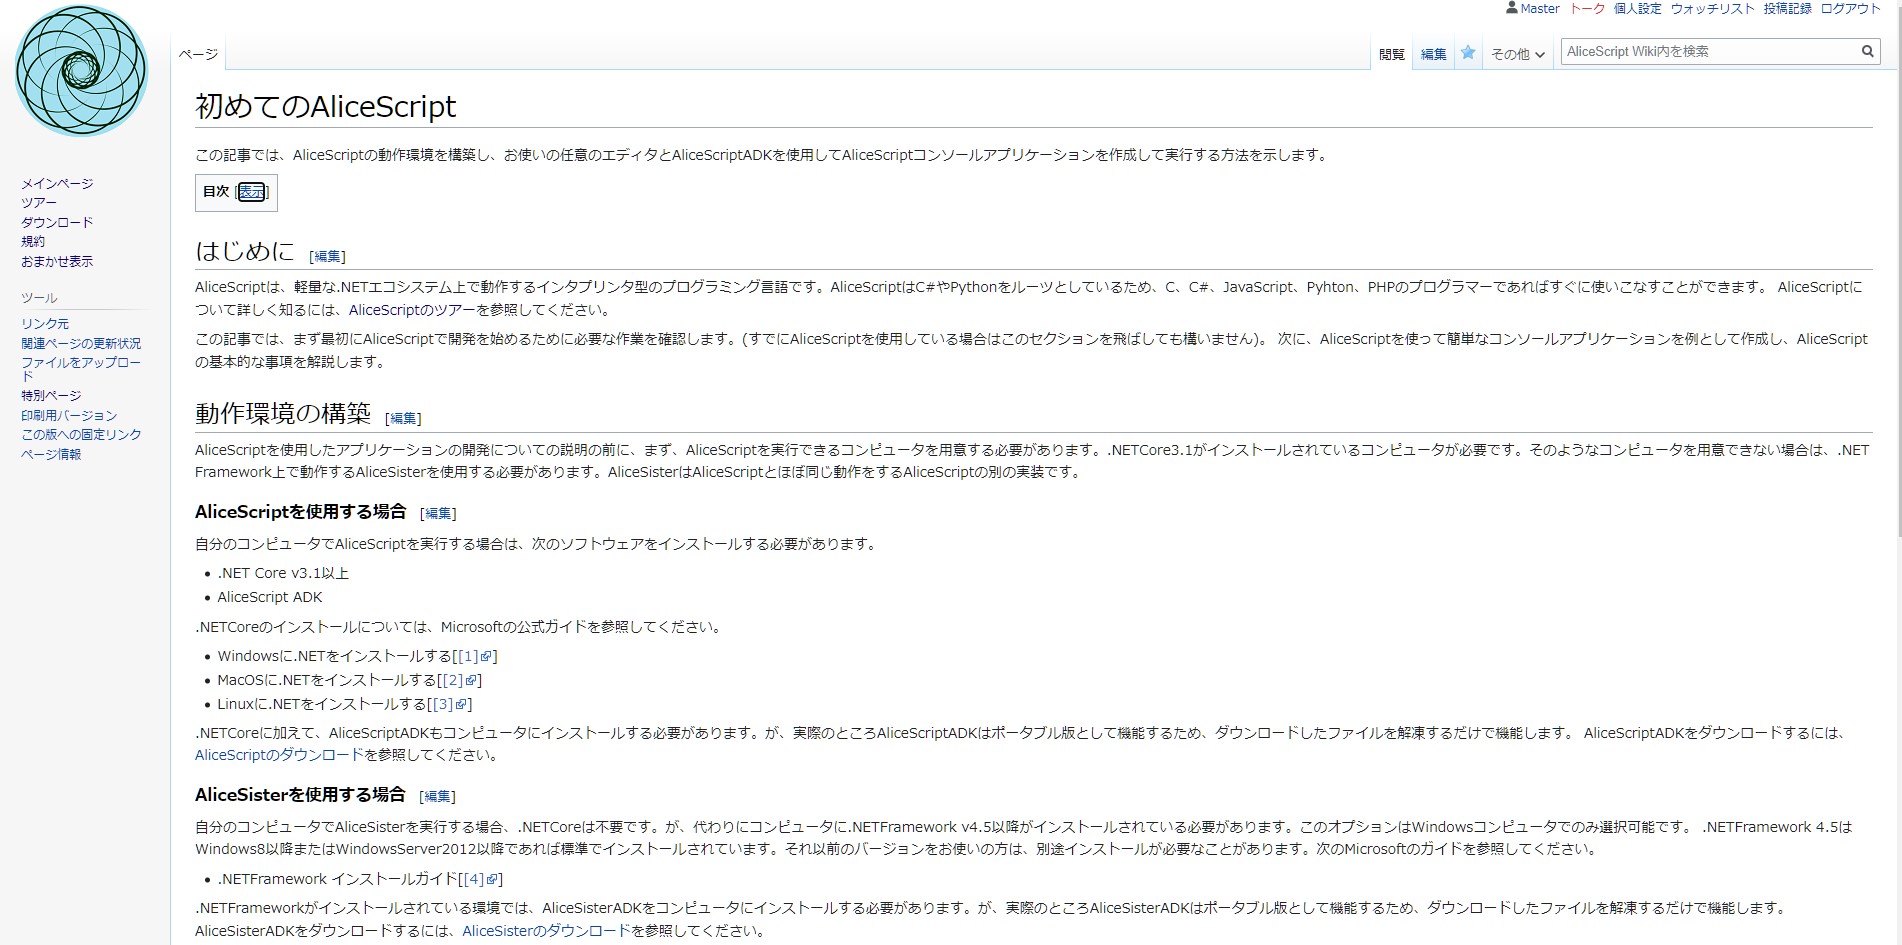 Master トーク 個人設定 ウォッチリスト 投稿記録 ログアウト
ページ 閲覧 編集 その他 AliceScript Wiki内を検索
メインページ
ツアー
ダウンロード
規約
おまかせ表示
ツール
リンク元
関連ページの更新状況
ファイルをアップロー
ド
特別ページ
印刷用バージョン
この版への固定リンク
ページ情報
初めてのAliceScript
この記事では、AliceScriptの動作環境を構築し、お使いの任意のエディタとAliceScriptADKを使用してAliceScriptコンソールアプリケーションを作成して実行する方法を示します。
目次 [表示]
はじめに [編集]
AliceScriptは、軽量な.NETエコシステム上で動作するインタプリンタ型のプログラミング言語です。AliceScriptはC#やPythonをルーツとしているため、C、C#、JavaScript、Pyhton、PHPのプログラマーであればすぐに使いこなすことができます。 AliceScriptに
ついて詳しく知るには、AliceScriptのツアーを参照してください。
この記事では、まず最初にAliceScriptで開発を始めるために必要な作業を確認します。(すでにAliceScriptを使用している場合はこのセクションを飛ばしても構いません)。 次に、AliceScriptを使って簡単なコンソールアプリケーションを例として作成し、AliceScript
の基本的な事項を解説します。
動作環境の構築 [編集]
AliceScriptを使用したアプリケーションの開発についての説明の前に、まず、AliceScriptを実行できるコンピュータを用意する必要があります。.NETCore3.1がインストールされているコンピュータが必要です。そのようなコンピュータを用意できない場合は、.NET
Framework上で動作するAliceSisterを使用する必要があります。AliceSisterはAliceScriptとほぼ同じ動作をするAliceScriptの別の実装です。
AliceScriptを使用する場合 [編集]
自分のコンピュータでAliceScriptを実行する場合は、次のソフトウェアをインストールする必要があります。
• .NET Core v3.1以上
• AliceScript ADK
.NETCoreのインストールについては、Microsoftの公式ガイドを参照してください。
• Windowsに.NETをインストールする[[1]]
• MacOSに.NETをインストールする[[2]]
• Linuxに.NETをインストールする[[3]]
.NETCoreに加えて、AliceScriptADKもコンピュータにインストールする必要があります。が、実際のところAliceScriptADKはポータブル版として機能するため、ダウンロードしたファイルを解凍するだけで機能します。 AliceScriptADKをダウンロードするには、
AliceScriptのダウンロードを参照してください。
AliceSisterを使用する場合 [編集]
自分のコンピュータでAliceSisterを実行する場合、.NETCoreは不要です。が、代わりにコンピュータに.NETFramework v4.5以降がインストールされている必要があります。このオプションはWindowsコンピュータでのみ選択可能です。 .NETFramework 4.5は
Windows8以降またはWindowsServer2012以降であれば標準でインストールされています。それ以前のバージョンをお使いの方は、別途インストールが必要なことがあります。次のMicrosoftのガイドを参照してください。
• .NETFramework インストールガイド[[4]]
.NETFrameworkがインストールされている環境では、AliceSisterADKをコンピュータにインストールする必要があります。が、実際のところAliceSisterADKはポータブル版として機能するため、ダウンロードしたファイルを解凍するだけで機能します。
AliceSisterADKをダウンロードするには、AliceSisterのダウンロードを参照してください。